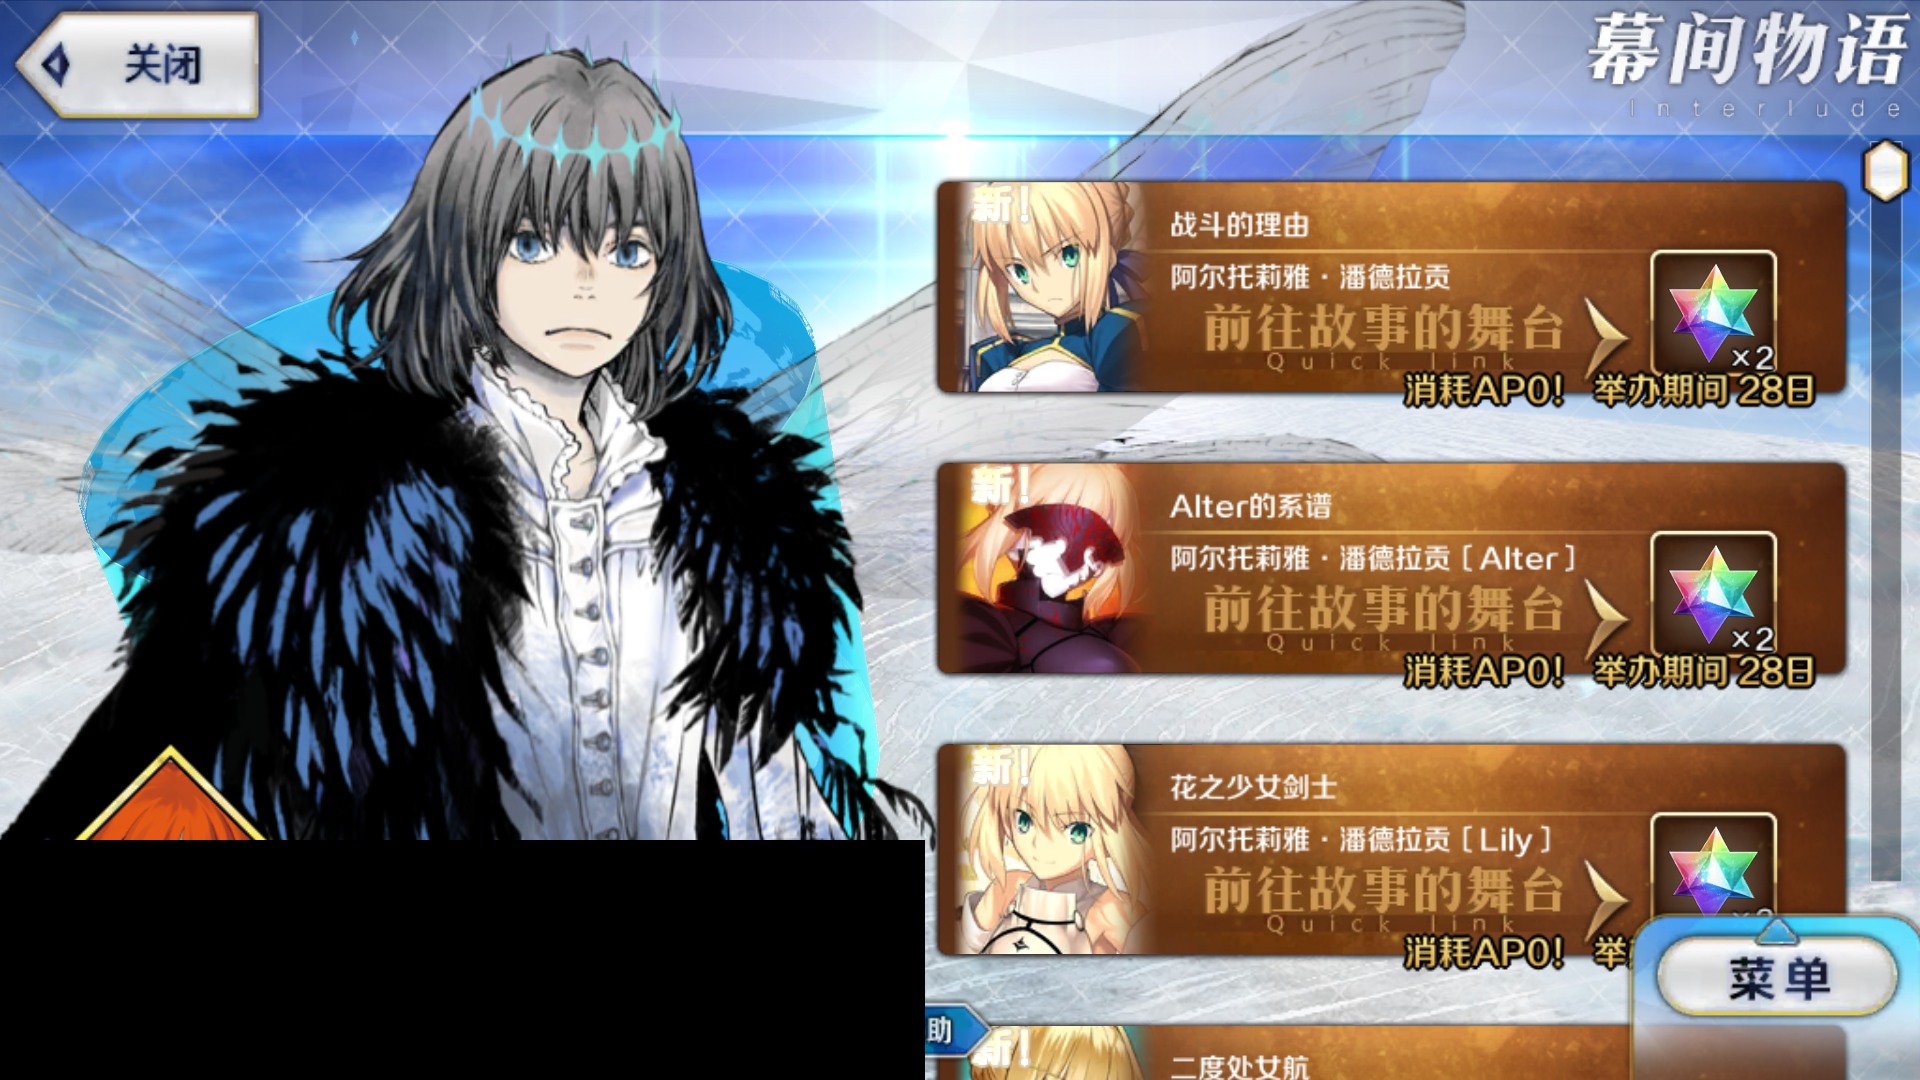 关闭
幕间物语
Interlude
新!
战斗的理由
阿尔托莉雅·潘德拉贡
前往故事的舞台
Quick link
×2
消耗AP0! 举办期间 28日
新!
Alter的系谱
阿尔托莉雅·潘德拉贡[Alter]
前往故事的舞台
Quick link
×2
消耗AP0! 举办期间 28日
新!
花之少女剑士
阿尔托莉雅·潘德拉贡[Lily]
前往故事的舞台
Quick link
消耗AP0! 举
菜单
助
新!
二度处女航